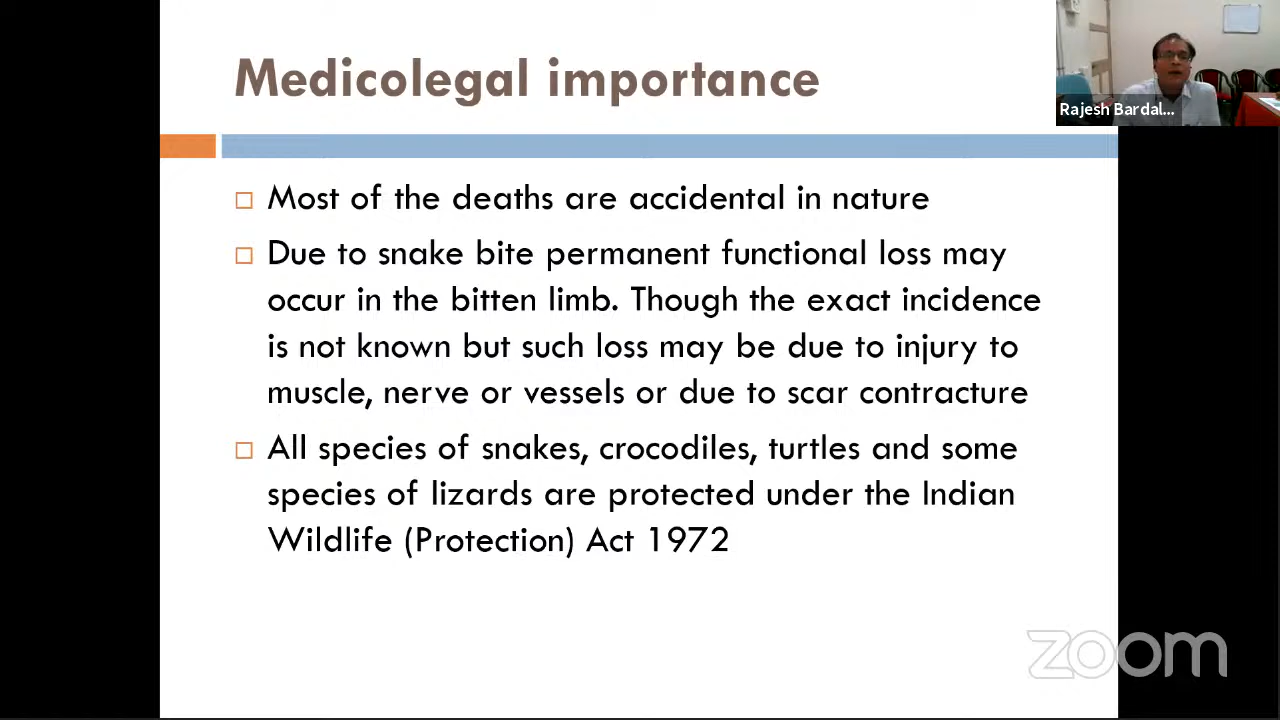 Medicolegal importance
Rajesh Bardal...
Most of the deaths are accidental in nature
Due to snake bite permanent functional loss may
occur in the bitten limb. Though the exact incidence
is not known but such loss may be due to injury to
muscle, nerve or vessels or due to scar contracture
All species of snakes, crocodiles, turtles and some
species of lizards are protected under the Indian
Wildlife (Protection) Act 1972
zoom